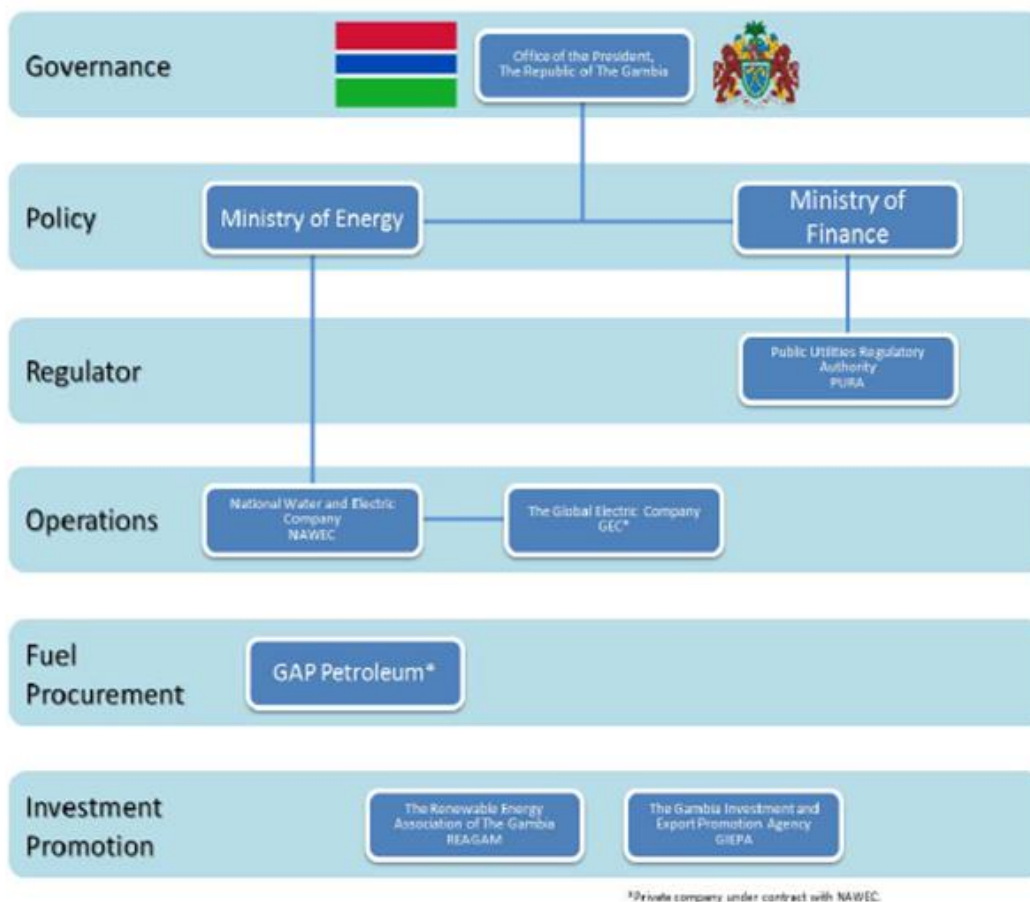 Governance
Office of the President,
The Republic of The Gambia
Policy
Ministry of Energy
Ministry of
Finance
Regulator
Public Utilities Regulatory
Authority
PURA
Operations
National Water and Electric
Company
NAWEC
The Global Electric Company
GEC*
Fuel
Procurement
GAP Petroleum*
Investment
Promotion
The Renewable Energy
Association of The Gambia
REAGAM
The Gambia Investment and
Export Promotion Agency
GIEPA
*Private company under contract with NAWEC.